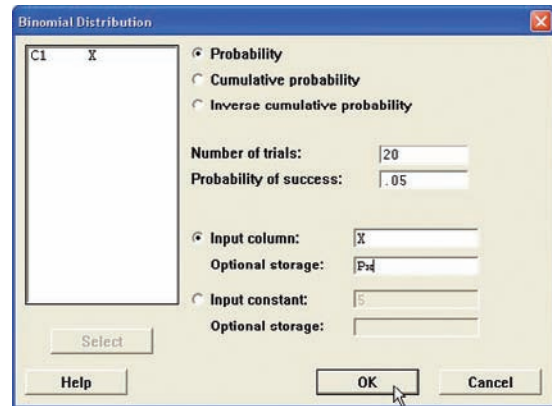 Binomial Distribution
C1 X
Probability
Cumulative probability
Inverse cumulative probability
Number of trials: 20
Probability of success: .05
Input column: X
Optional storage: Px
Input constant: 5
Optional storage:
Select
Help OK Cancel